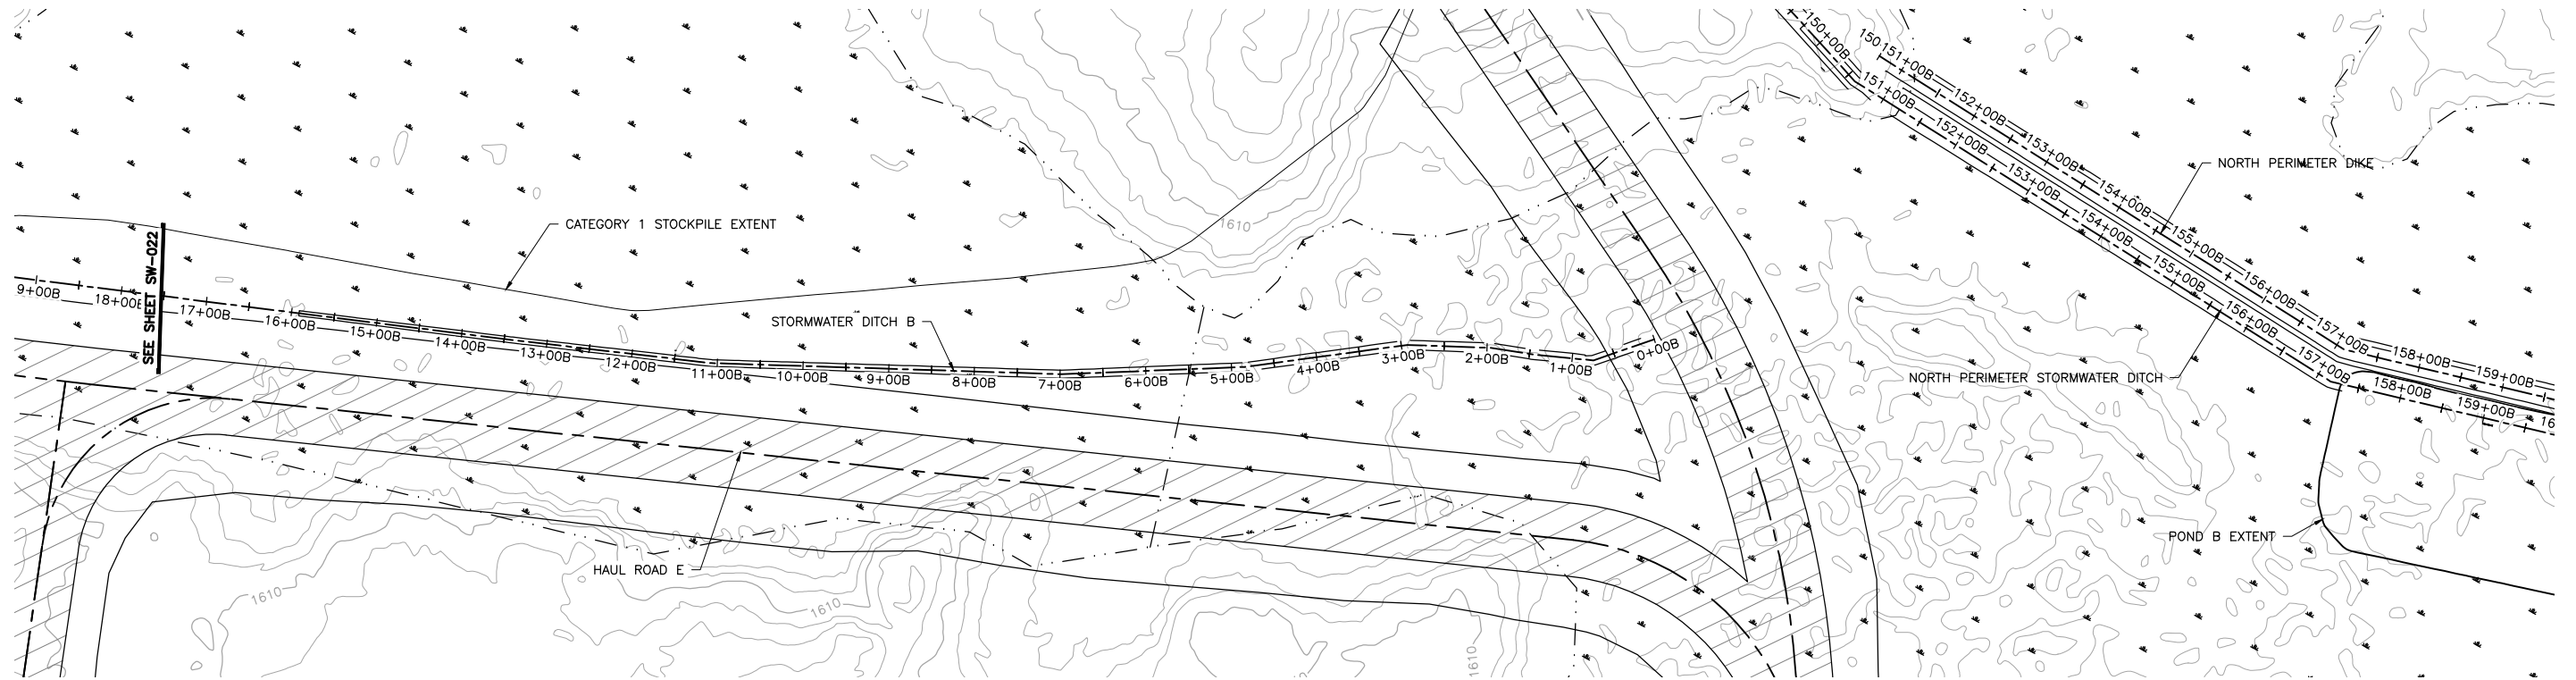 150+00B
150
151+00B
151+00B
152+00B
152+00B
153+00B
NORTH PERIMETER DIKE
153+00B
154+00B
154+00B
155+00B
155+00B
156+00B
156+00B
157+00B
157+00B
158+00B
158+00B
159+00B
159+00B
16
CATEGORY 1 STOCKPILE EXTENT
1610
SEE SHEET SW-022
9+00B
18+00B
17+00B
16+00B
15+00B
14+00B
13+00B
12+00B
11+00B
10+00B
9+00B
8+00B
7+00B
6+00B
5+00B
4+00B
3+00B
2+00B
1+00B
0+00B
STORMWATER DITCH B
NORTH PERIMETER STORMWATER DITCH
POND B EXTENT
HAUL ROAD E
1610
1610
1610